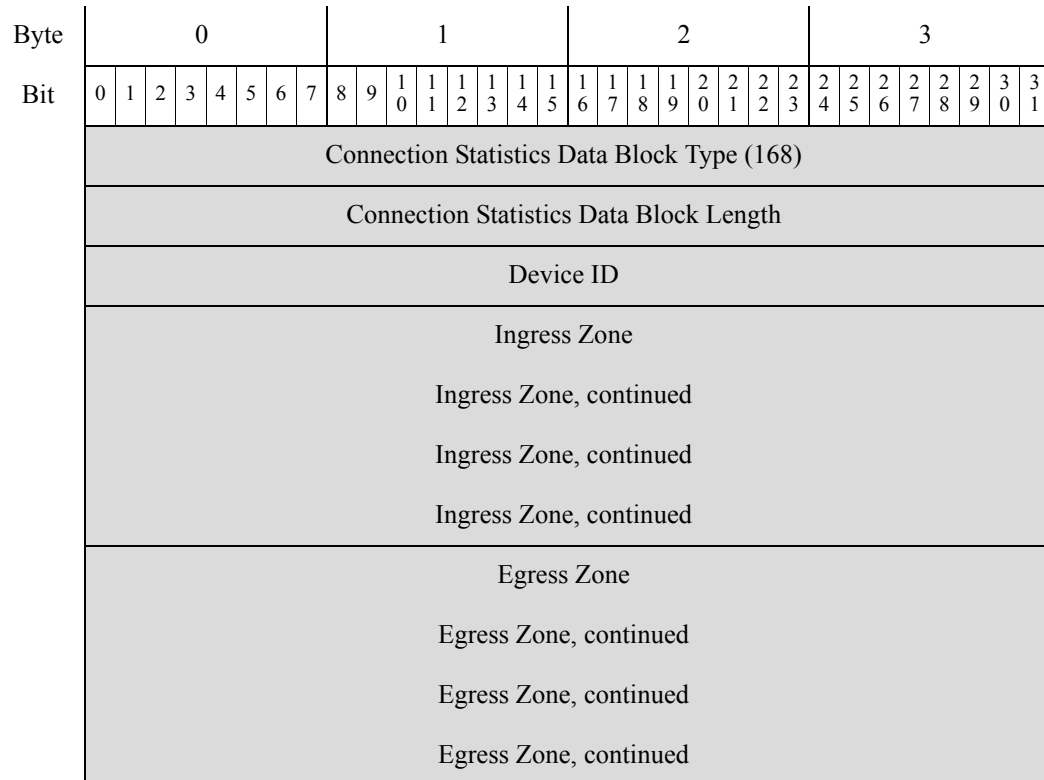 Byte 0 1 2 3
Bit 0 1 2 3 4 5 6 7 8 9 10 11 12 13 14 15 16 17 18 19 20 21 22 23 24 25 26 27 28 29 30 31
Connection Statistics Data Block Type (168)
Connection Statistics Data Block Length
Device ID
Ingress Zone
Ingress Zone, continued
Ingress Zone, continued
Ingress Zone, continued
Egress Zone
Egress Zone, continued
Egress Zone, continued
Egress Zone, continued